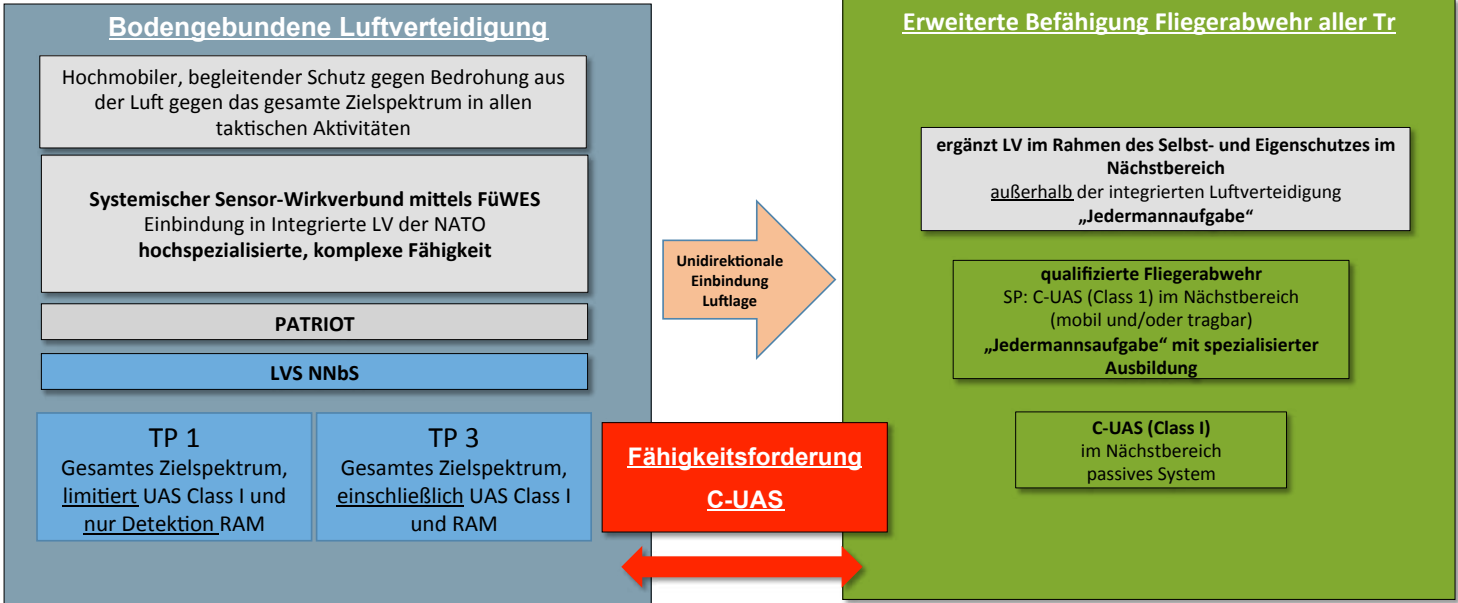 Bodengebundene Luftverteidigung
Hochmobiler, begleitender Schutz gegen Bedrohung aus
der Luft gegen das gesamte Zielspektrum in allen
taktischen Aktivitäten
Systemischer Sensor-Wirkverbund mittels FüWES
Einbindung in Integrierte LV der NATO
hochspezialisierte, komplexe Fähigkeit
PATRIOT
LVS NNbS
TP 1
Gesamtes Zielspektrum,
limitiert UAS Class I und
nur Detektion RAM
TP 3
Gesamtes Zielspektrum,
einschließlich UAS Class I
und RAM
Unidirektionale
Einbindung
Luftlage
Fähigkeitsforderung
C-UAS
Erweiterte Befähigung Fliegerabwehr aller Tr
ergänzt LV im Rahmen des Selbst- und Eigenschutzes im
Nächstbereich
außerhalb der integrierten Luftverteidigung
„Jedermannaufgabe“
qualifizierte Fliegerabwehr
SP: C-UAS (Class 1) im Nächstbereich
(mobil und/oder tragbar)
„Jedermannsaufgabe“ mit spezialisierter
Ausbildung
C-UAS (Class I)
im Nächstbereich
passives System